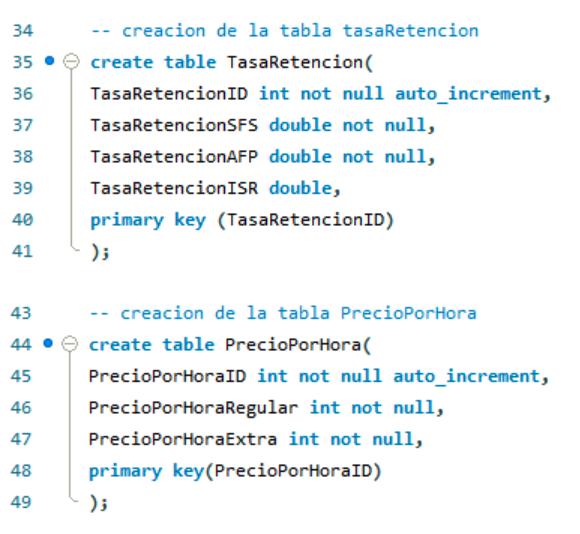 34 -- creacion de la tabla tasaRetencion
35 create table TasaRetencion(
36 TasaRetencionID int not null auto_increment,
37 TasaRetencionSFS double not null,
38 TasaRetencionAFP double not null,
39 TasaRetencionISR double,
40 primary key (TasaRetencionID)
41 );
43 -- creacion de la tabla PrecioPorHora
44 create table PrecioPorHora(
45 PrecioPorHoraID int not null auto_increment,
46 PrecioPorHoraRegular int not null,
47 PrecioPorHoraExtra int not null,
48 primary key(PrecioPorHoraID)
49 );